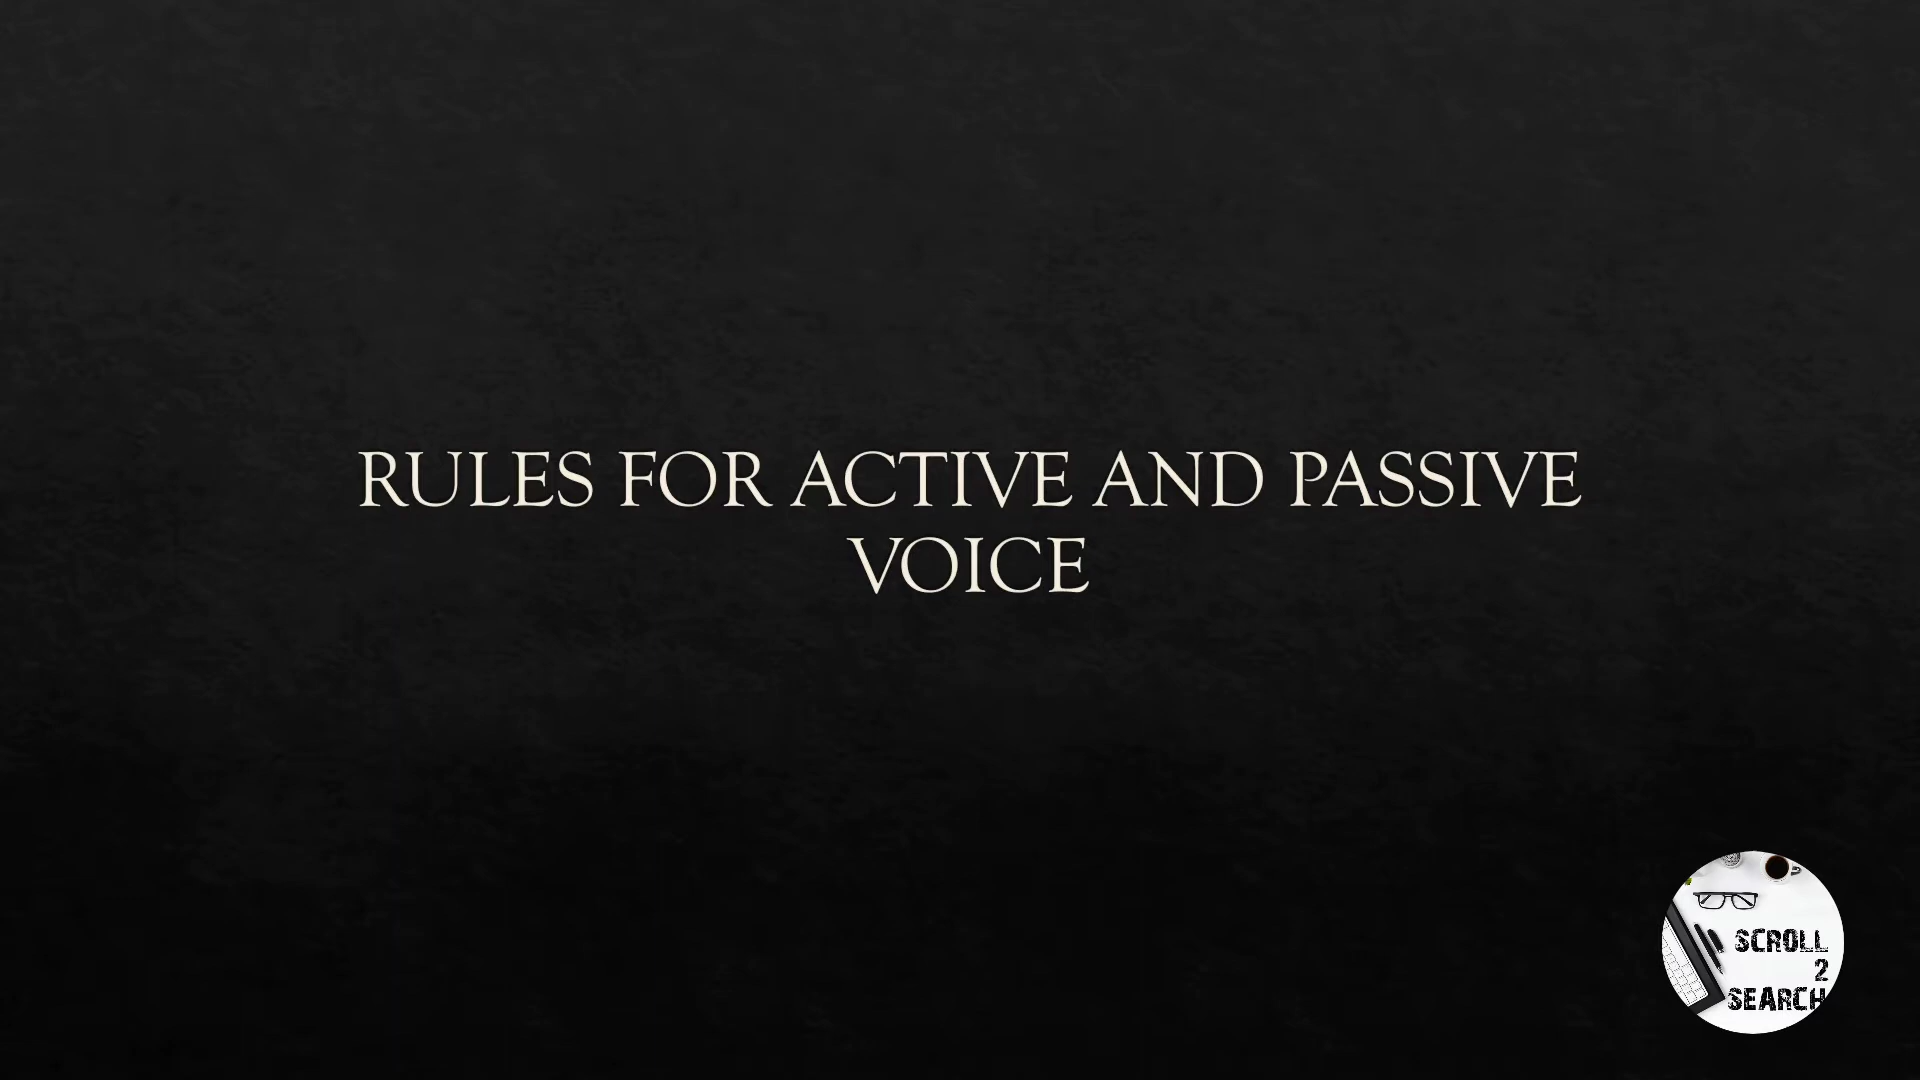 RULES FOR ACTIVE AND PASSIVE
VOICE
SCROLL
2
SEARCH